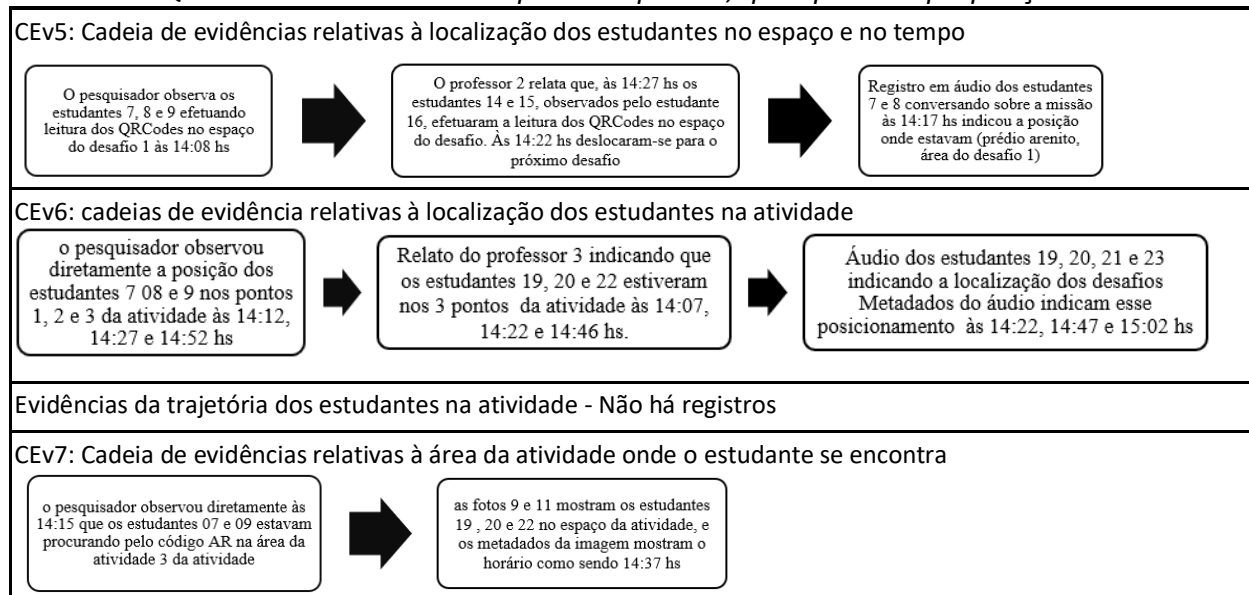 CEv5: Cadeia de evidências relativas à localização dos estudantes no espaço e no tempo
O pesquisador observa os
estudantes 7, 8 e 9 efetuando
leitura dos QRCodes no espaço
do desafio 1 às 14:08 hs
O professor 2 relata que, às 14:27 hs os
estudantes 14 e 15, observados pelo estudante
16, efetuaram a leitura dos QRCodes no espaço
do desafio. Às 14:22 hs deslocaram-se para o
próximo desafio
Registro em áudio dos estudantes
7 e 8 conversando sobre a missão
às 14:17 hs indicou a posição
onde estavam (prédio arenito,
área do desafio 1)
CEv6: cadeias de evidência relativas à localização dos estudantes na atividade
o pesquisador observou
diretamente a posição dos
estudantes 7 08 e 9 nos pontos
1, 2 e 3 da atividade às 14:12,
14:27 e 14:52 hs
Relato do professor 3 indicando que
os estudantes 19, 20 e 22 estiveram
nos 3 pontos da atividade às 14:07,
14:22 e 14:46 hs.
Áudio dos estudantes 19, 20, 21 e 23
indicando a localização dos desafios
Metadados do áudio indicam esse
posicionamento às 14:22, 14:47 e 15:02 hs
Evidências da trajetória dos estudantes na atividade - Não há registros
CEv7: Cadeia de evidências relativas à área da atividade onde o estudante se encontra
o pesquisador observou diretamente às
14:15 que os estudantes 07 e 09 estavam
procurando pelo código AR na área da
atividade 3 da atividade
as fotos 9 e 11 mostram os estudantes
19 , 20 e 22 no espaço da atividade, e
os metadados da imagem mostram o
horário como sendo 14:37 hs